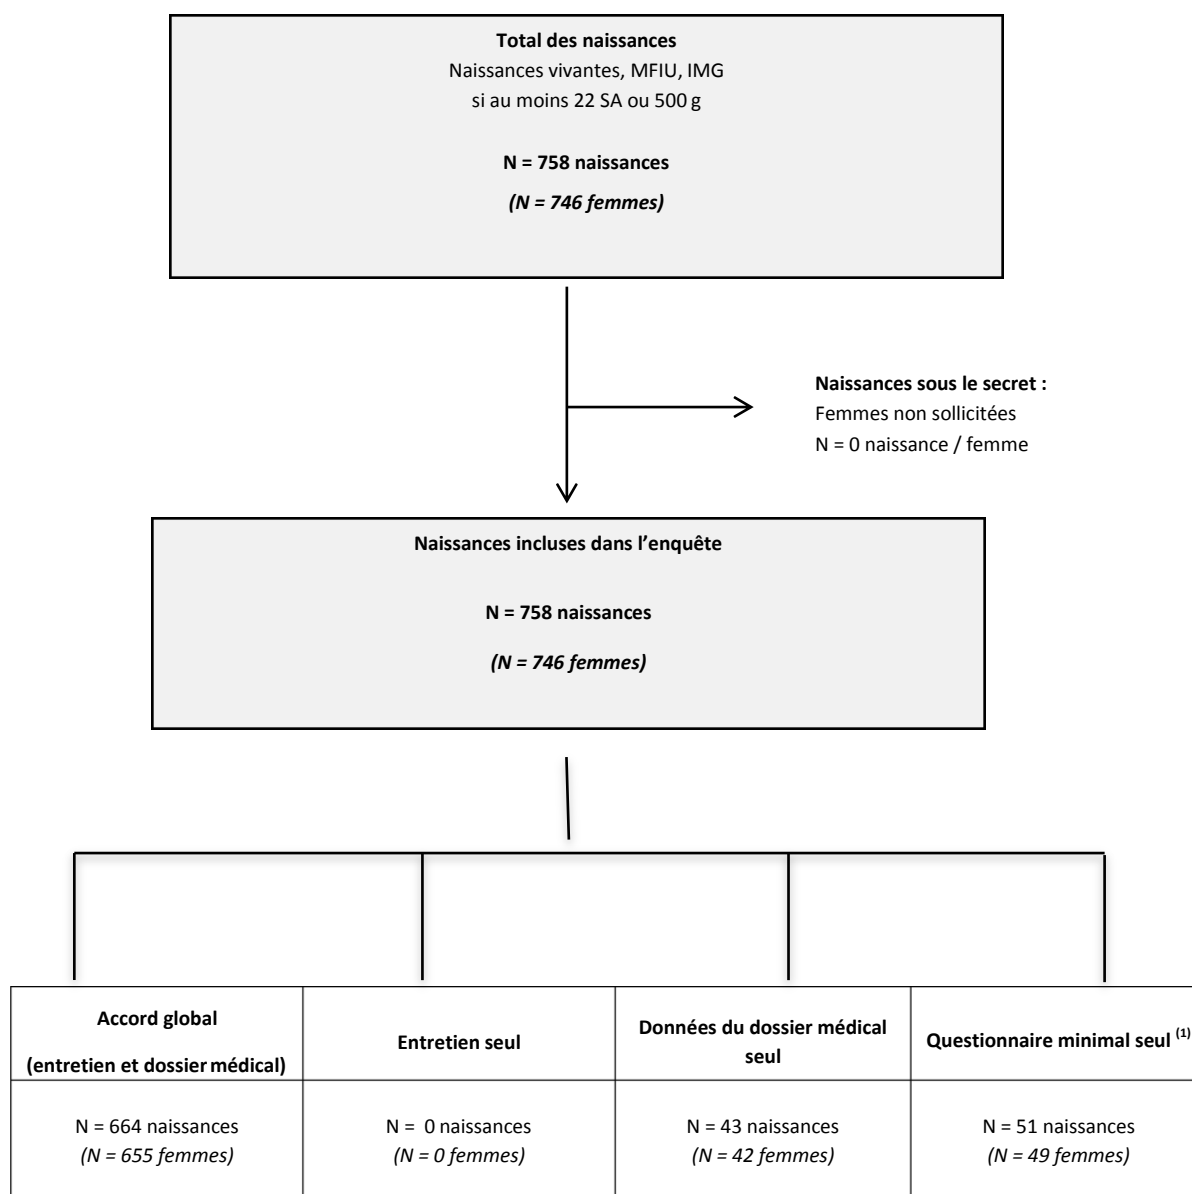 Total des naissances
Naissances vivantes, MFIU, IMG
si au moins 22 SA ou 500 g
N = 758 naissances
(N = 746 femmes)
Naissances sous le secret :
Femmes non sollicitées
N = 0 naissance / femme
Naissances incluses dans l’enquête
N = 758 naissances
(N = 746 femmes)
Accord global
(entretien et dossier médical)
Entretien seul
Données du dossier médical
seul
Questionnaire minimal seul (1)
N = 664 naissances
(N = 655 femmes)
N = 0 naissances
(N = 0 femmes)
N = 43 naissances
(N = 42 femmes)
N = 51 naissances
(N = 49 femmes)